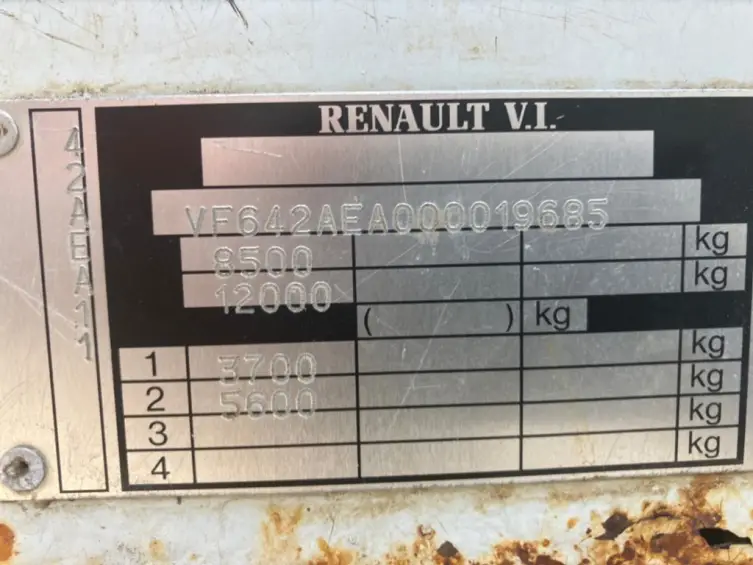 RENAULT V.I.
42AEA11
VF642AEA000019685
8500 kg
12000 kg
( ) kg
1 3700 kg
2 5600 kg
3 kg
4 kg